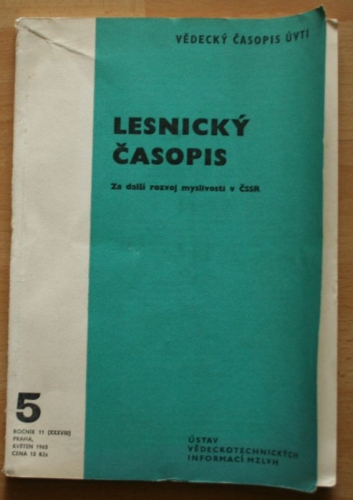 VĚDECKÝ ČASOPIS ÚVTI
LESNICKÝ
ČASOPIS
Za další rozvoj myslivosti v ČSSR
5
ROČNÍK 11 (XXXVIII)
PRAHA,
KVĚTEN 1965
CENA 10 Kčs
ÚSTAV
VĚDECKOTECHNICKÝCH
INFORMACÍ MZLVH